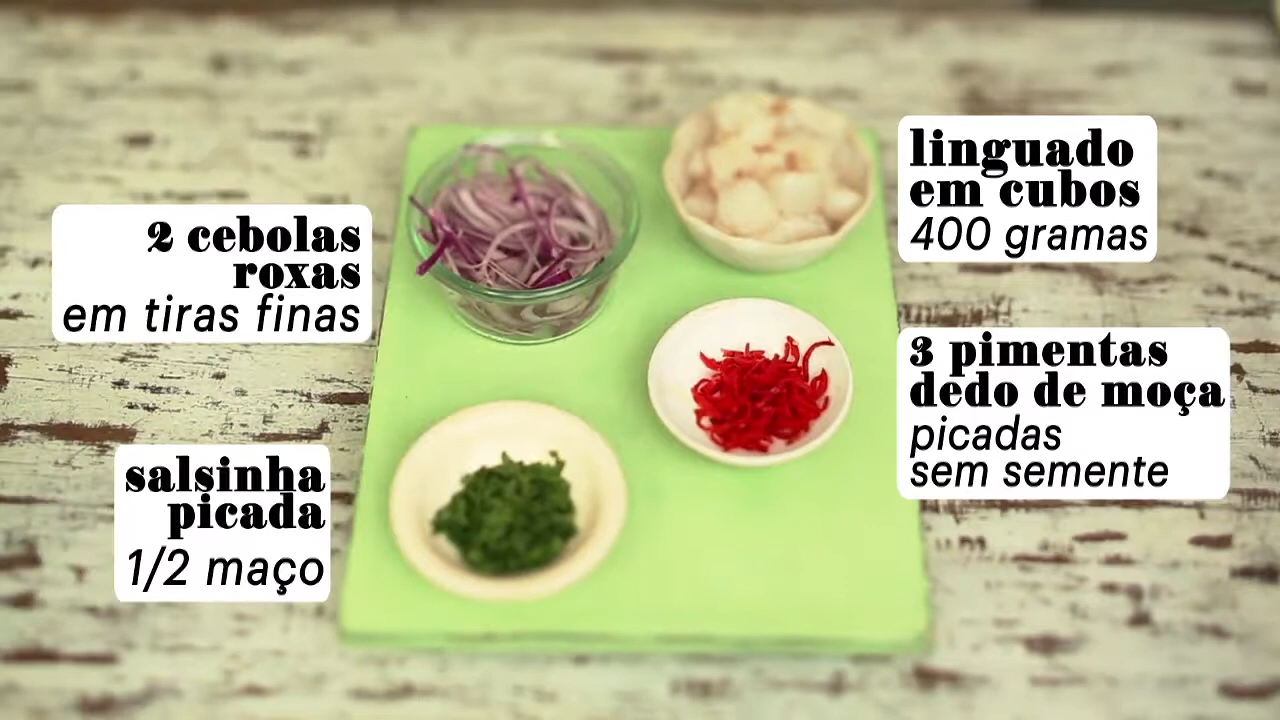 2 cebolas
roxas
em tiras finas
salsinha
picada
1/2 maço
linguado
em cubos
400 gramas
3 pimentas
dedo de moça
picadas
sem semente